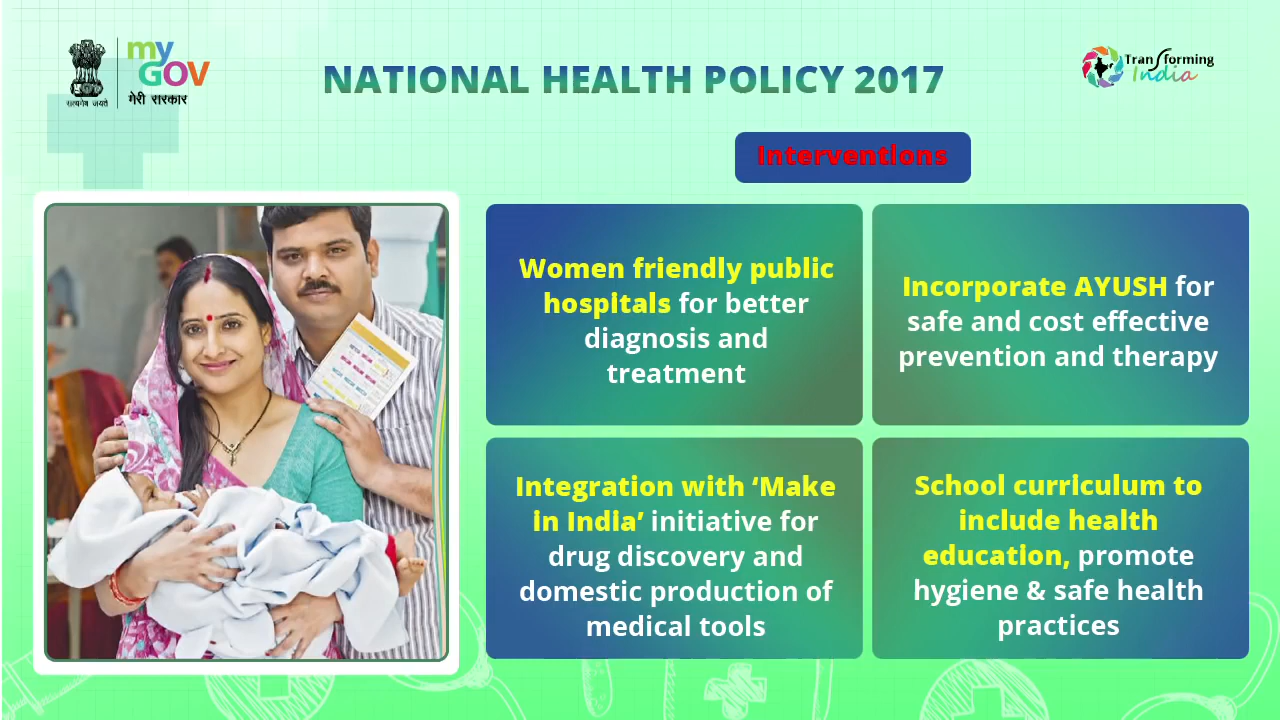 my
GOV
सत्यमेव जयते
मेरी सरकार
NATIONAL HEALTH POLICY 2017
Transforming
India
Interventions
Women friendly public
hospitals for better
diagnosis and
treatment
Incorporate AYUSH for
safe and cost effective
prevention and therapy
Integration with ‘Make
in India’ initiative for
drug discovery and
domestic production of
medical tools
School curriculum to
include health
education, promote
hygiene & safe health
practices